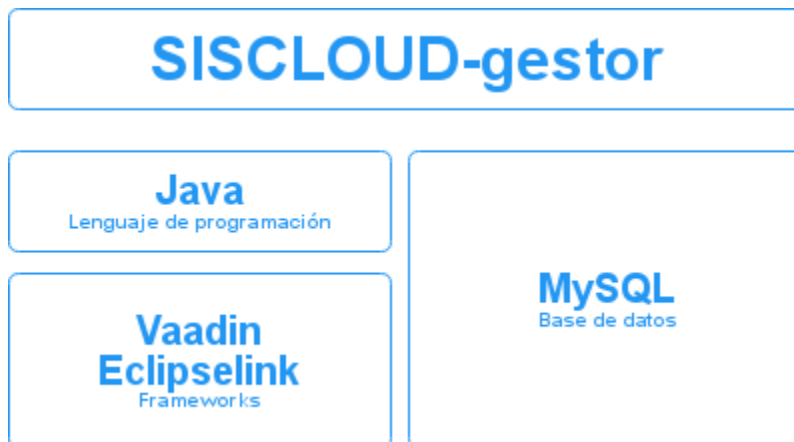 SISCLOUD-gestor
Java
Lenguaje de programación
Vaadin
Eclipselink
Frameworks
MySQL
Base de datos